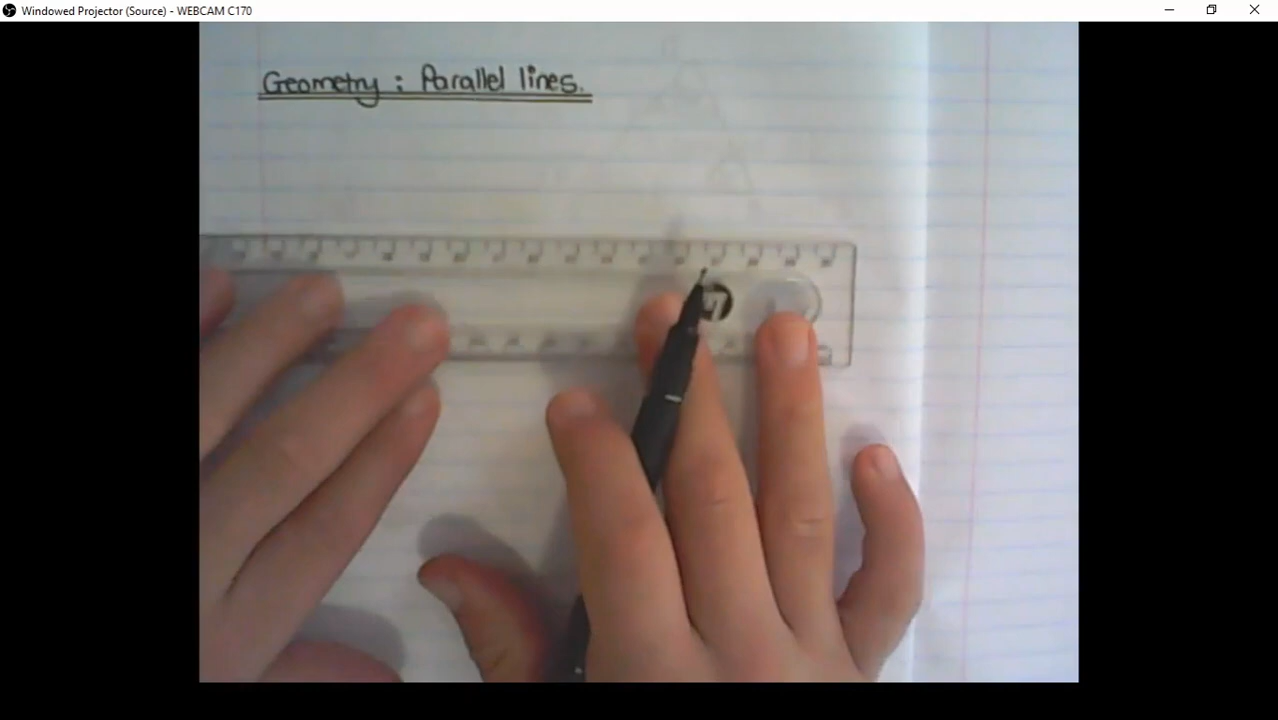 Windowed Projector (Source) - WEBCAM C170
Geometry : Parallel lines.